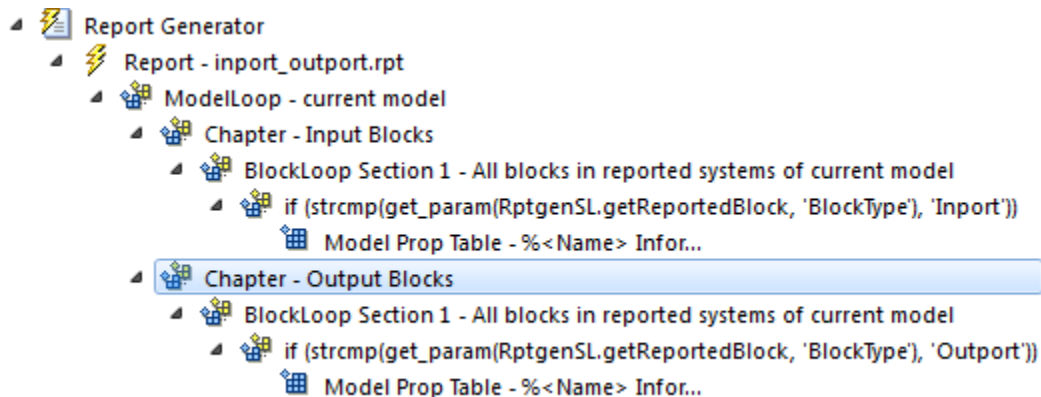 Report Generator
Report - inport_outport.rpt
ModelLoop - current model
Chapter - Input Blocks
BlockLoop Section 1 - All blocks in reported systems of current model
if (strcmp(get_param(RptgenSL.getReportedBlock, 'BlockType'), 'Inport'))
Model Prop Table - %<Name> Infor...
Chapter - Output Blocks
BlockLoop Section 1 - All blocks in reported systems of current model
if (strcmp(get_param(RptgenSL.getReportedBlock, 'BlockType'), 'Outport'))
Model Prop Table - %<Name> Infor...